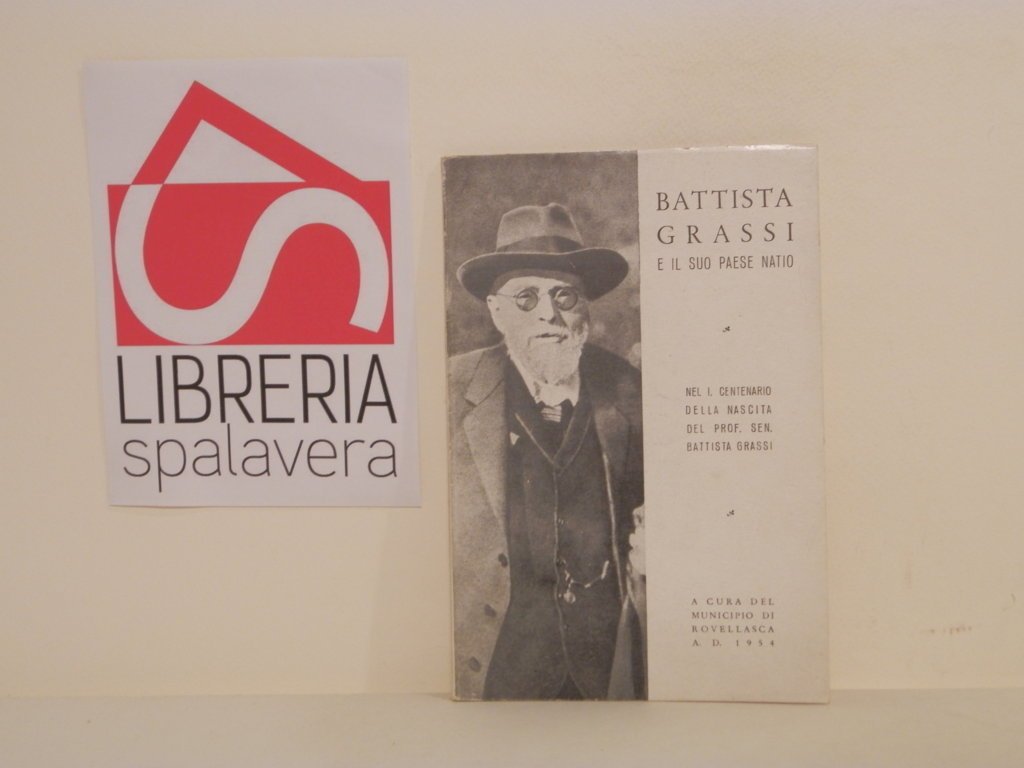 LIBRERIA
spalavera
BATTISTA
GRASSI
E IL SUO PAESE NATIO
NEL I. CENTENARIO
DELLA NASCITA
DEL PROF. SEN.
BATTISTA GRASSI
A CURA DEL
MUNICIPIO DI
ROVELLASCA
A. D. 1954